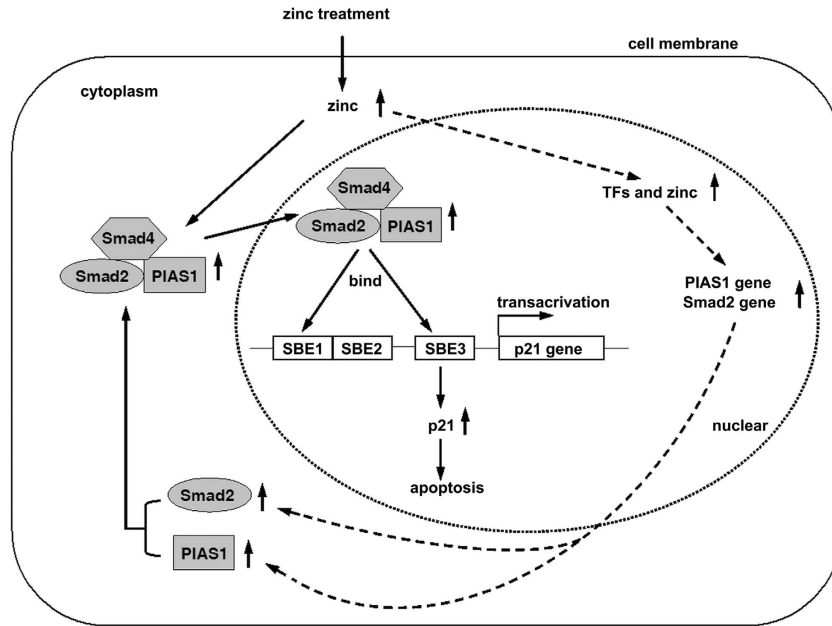 zinc treatment
cell membrane
cytoplasm
zinc
TFs and zinc
Smad4
Smad2
PIAS1
Smad4
Smad2
PIAS1
PIAS1 gene
Smad2 gene
bind
transacrivation
SBE1
SBE2
SBE3
p21 gene
p21
nuclear
apoptosis
Smad2
PIAS1